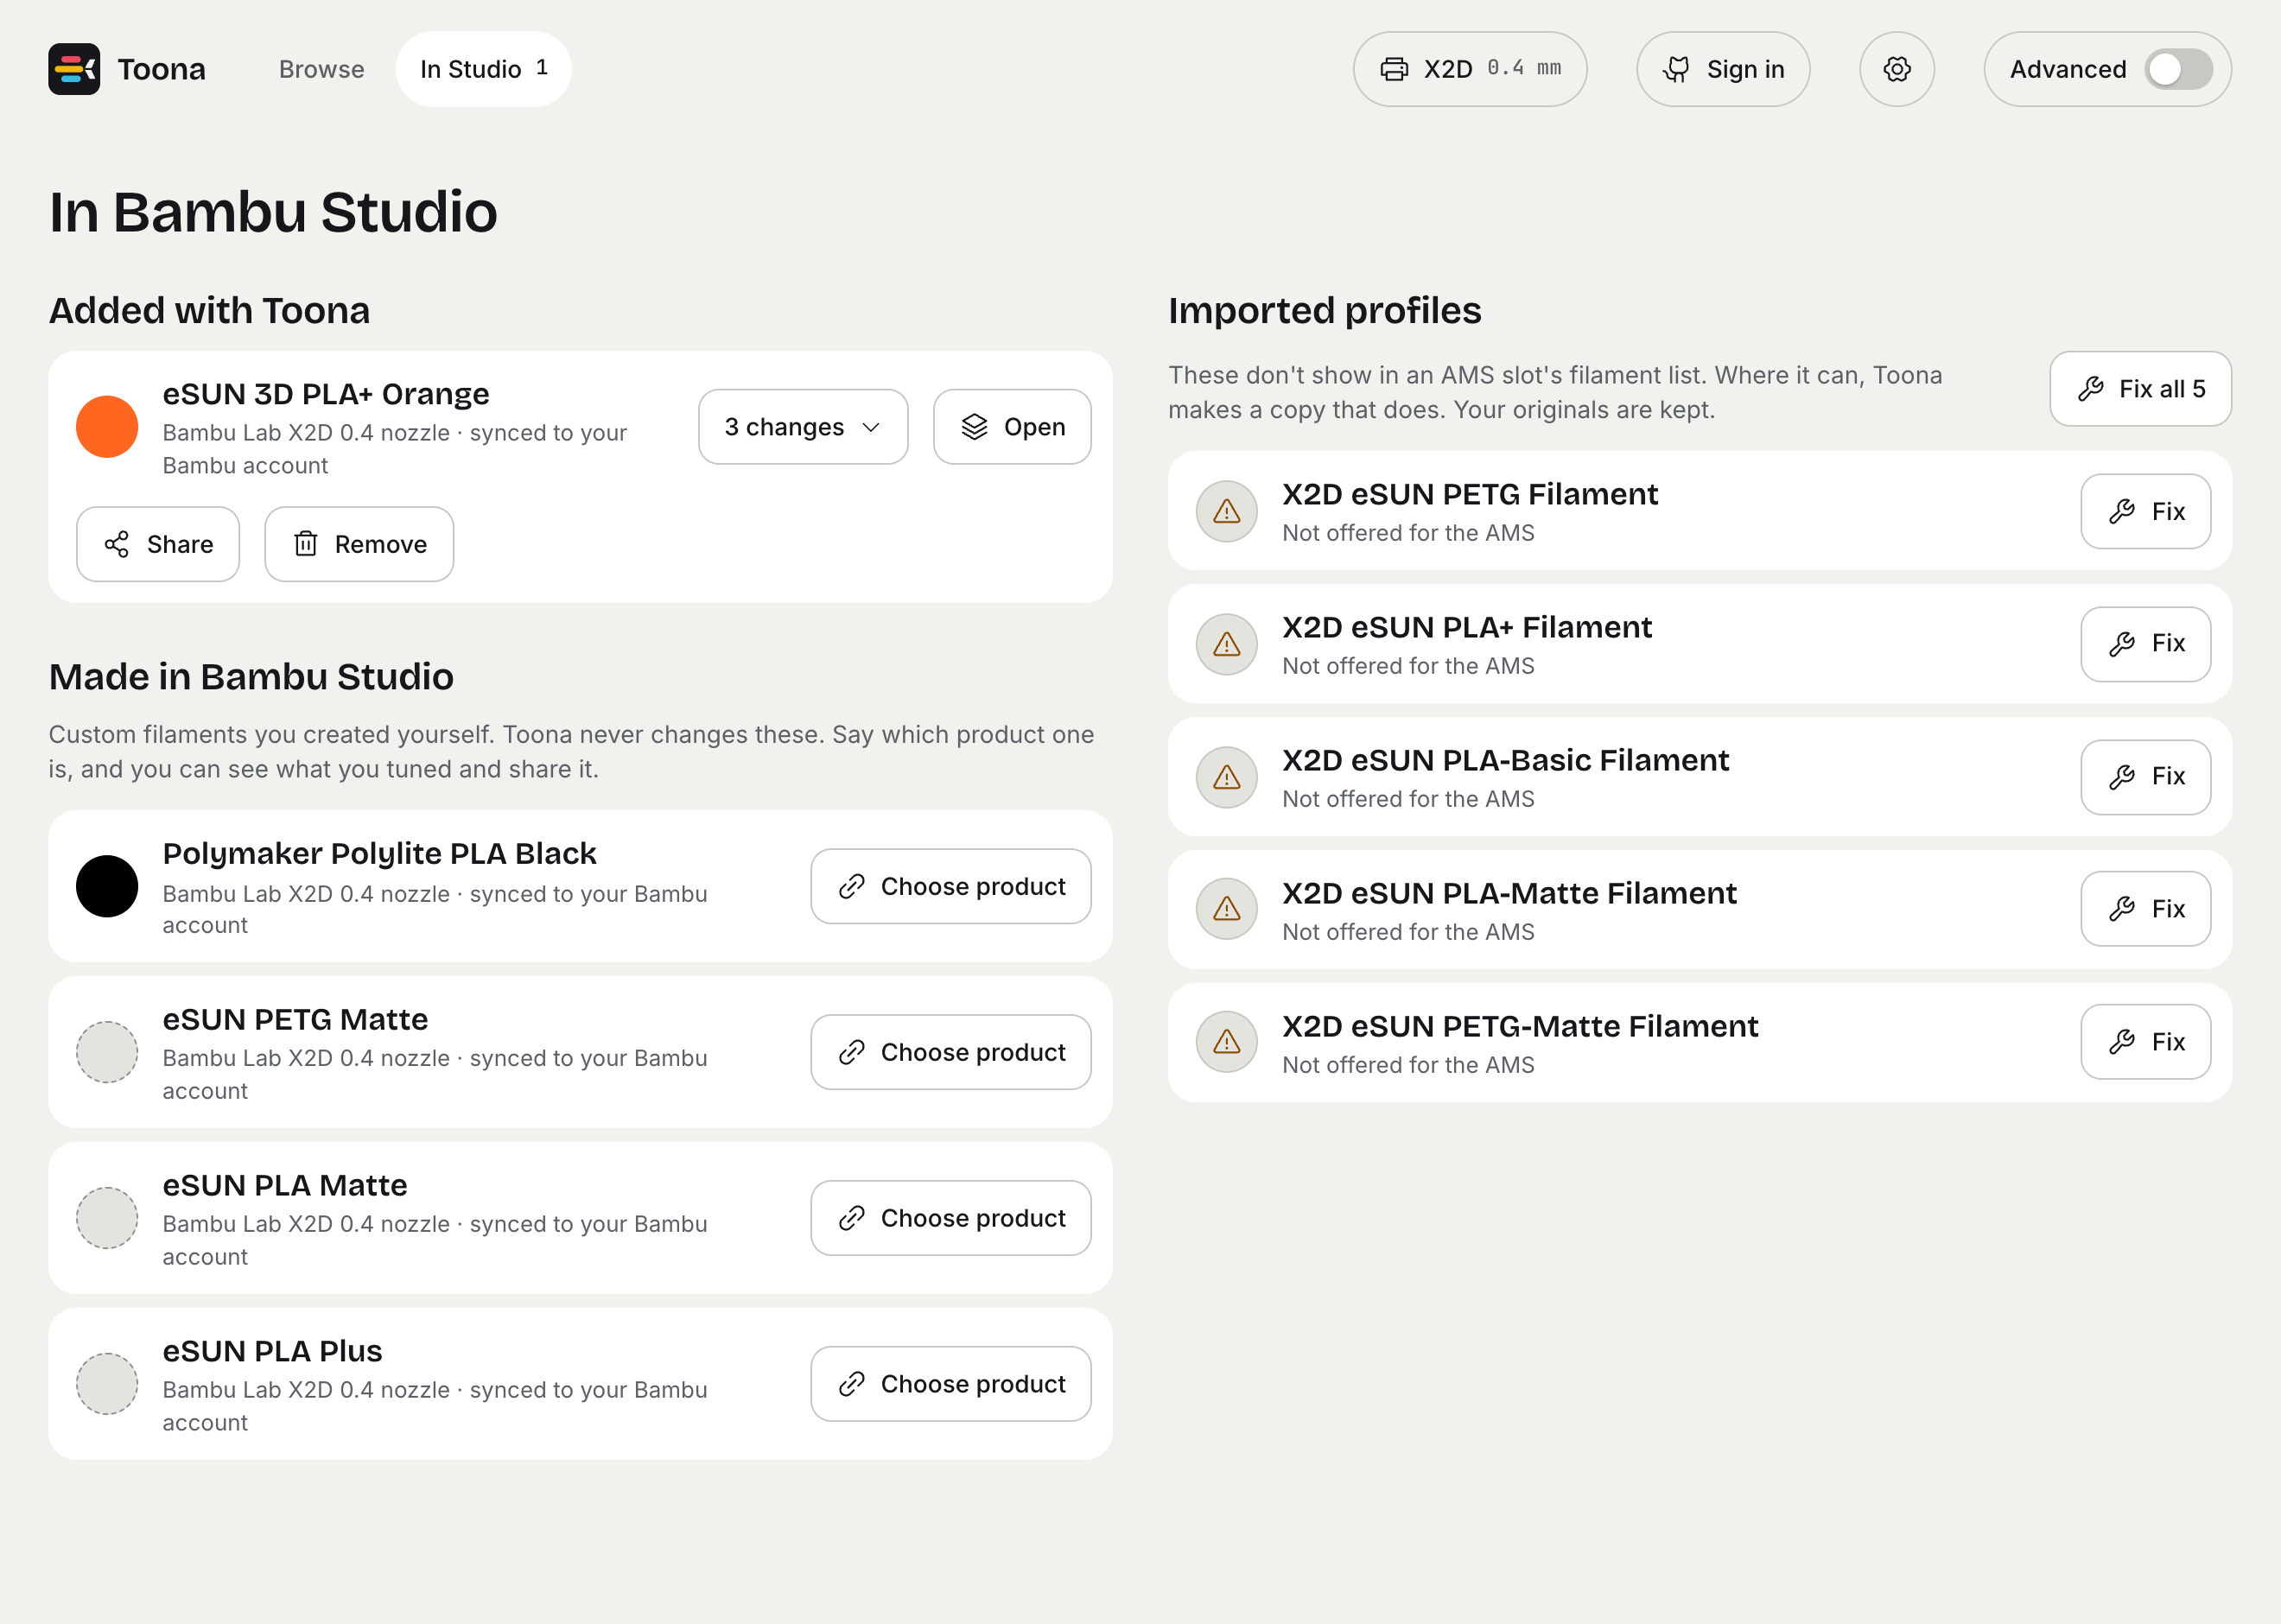 Toona
Browse
In Studio 1
X2D 0.4 mm
Sign in
Advanced
In Bambu Studio
Added with Toona
eSUN 3D PLA+ Orange
Bambu Lab X2D 0.4 nozzle · synced to your
Bambu account
3 changes
Open
Share
Remove
Made in Bambu Studio
Custom filaments you created yourself. Toona never changes these. Say which product one
is, and you can see what you tuned and share it.
Polymaker Polylite PLA Black
Bambu Lab X2D 0.4 nozzle · synced to your Bambu
account
Choose product
eSUN PETG Matte
Bambu Lab X2D 0.4 nozzle · synced to your Bambu
account
Choose product
eSUN PLA Matte
Bambu Lab X2D 0.4 nozzle · synced to your Bambu
account
Choose product
eSUN PLA Plus
Bambu Lab X2D 0.4 nozzle · synced to your Bambu
account
Choose product
Imported profiles
These don't show in an AMS slot's filament list. Where it can, Toona
makes a copy that does. Your originals are kept.
Fix all 5
X2D eSUN PETG Filament
Not offered for the AMS
Fix
X2D eSUN PLA+ Filament
Not offered for the AMS
Fix
X2D eSUN PLA-Basic Filament
Not offered for the AMS
Fix
X2D eSUN PLA-Matte Filament
Not offered for the AMS
Fix
X2D eSUN PETG-Matte Filament
Not offered for the AMS
Fix